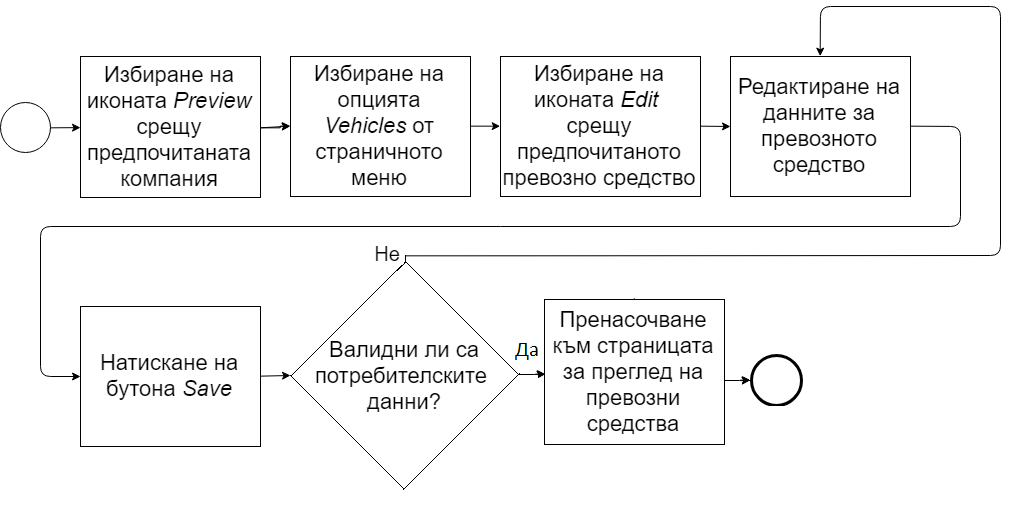 Избиране на
иконата Preview
срещу
предпочитаната
компания
Избиране на
опцията
Vehicles от
страничното
меню
Избиране на
иконата Edit
срещу
предпочитаното
превозно средство
Редактиране на
данните за
превозното
средство
Натискане на
бутона Save
Не
Валидни ли са
потребителските
данни?
Да
Пренасочване
към страницата
за преглед на
превозни
средства